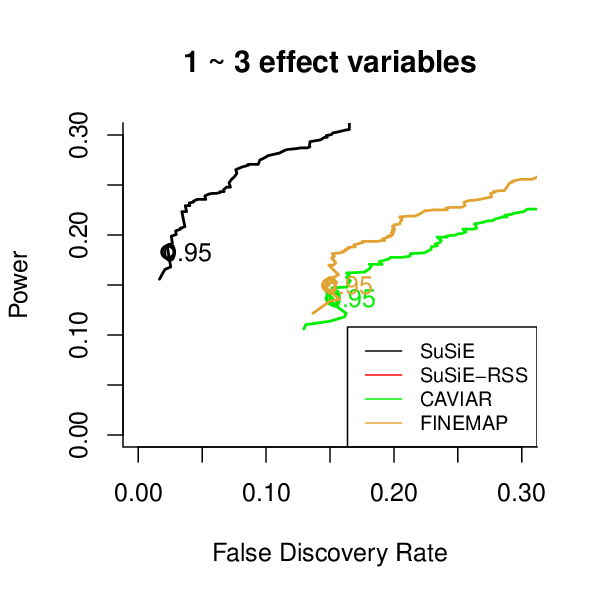 1 ~ 3 effect variables
Power
0.30
0.20
0.10
0.00
.95
.95
.95
SuSiE
SuSiE−RSS
CAVIAR
FINEMAP
0.00 0.10 0.20 0.30
False Discovery Rate